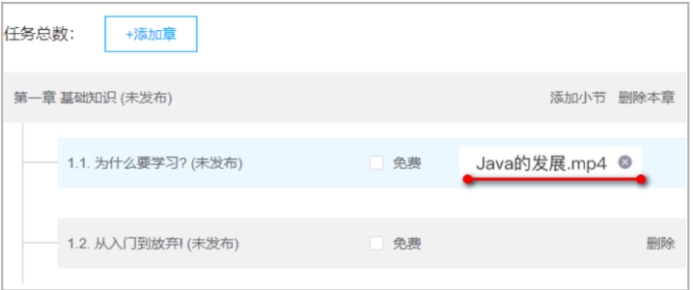 任务总数： +添加章
第一章 基础知识 (未发布) 添加小节 删除本章
1.1. 为什么要学习? (未发布) 免费 Java的发展.mp4
1.2. 从入门到放弃! (未发布) 免费 删除